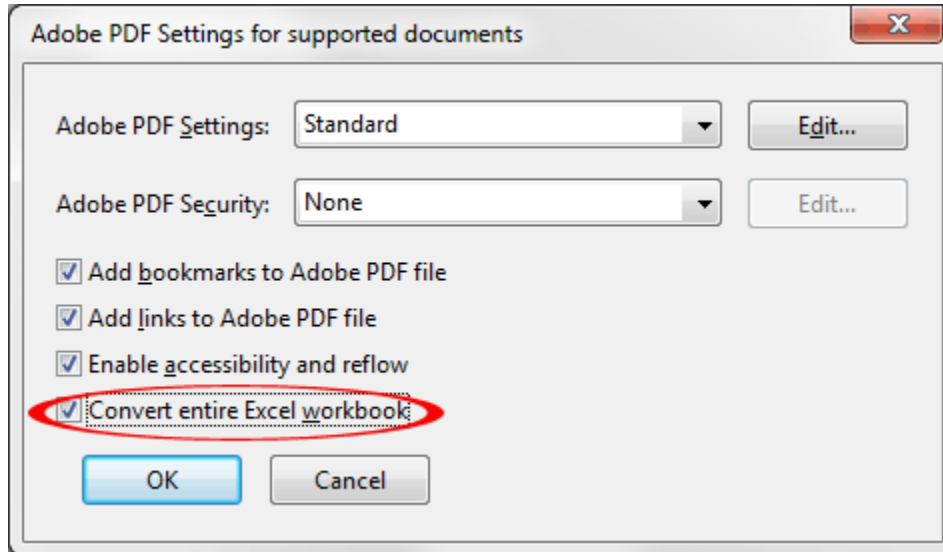 Adobe PDF Settings for supported documents
Adobe PDF Settings: Standard Edit...
Adobe PDF Security: None Edit...
Add bookmarks to Adobe PDF file
Add links to Adobe PDF file
Enable accessibility and reflow
Convert entire Excel workbook
OK Cancel